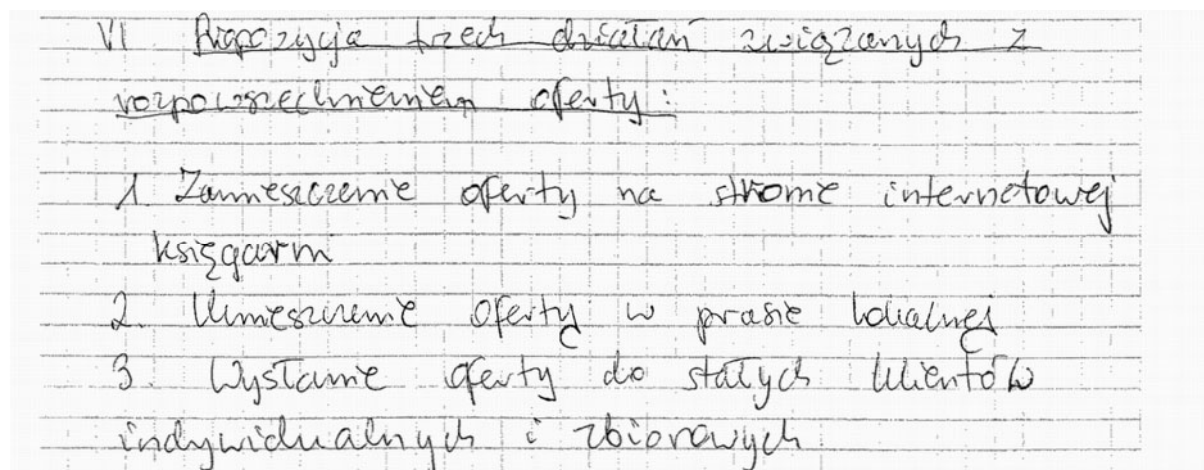 VI Propozycja trzech działań związanych z
rozpowszechnieniem oferty:
1. Zamieszczenie oferty na stronie internetowej
księgarni
2. Umieszczenie oferty w prasie lokalnej
3. Wysłanie oferty do stałych klientów
indywidualnych i zbiorowych